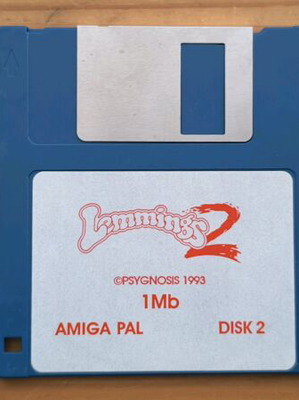 Lemmings 2
©PSYGNOSIS 1993
1Mb
AMIGA PAL DISK 2